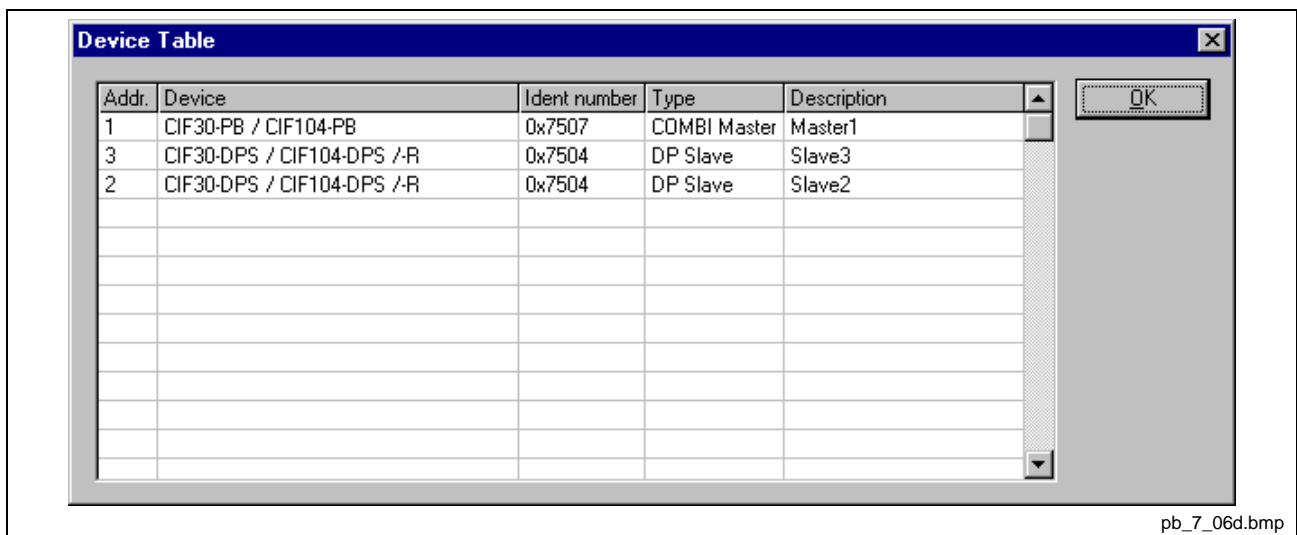 Device Table
Addr. Device Ident number Type Description OK
1 CIF30-PB / CIF104-PB 0x7507 COMBI Master Master1
3 CIF30-DPS / CIF104-DPS /-R 0x7504 DP Slave Slave3
2 CIF30-DPS / CIF104-DPS /-R 0x7504 DP Slave Slave2
pb_7_06d.bmp